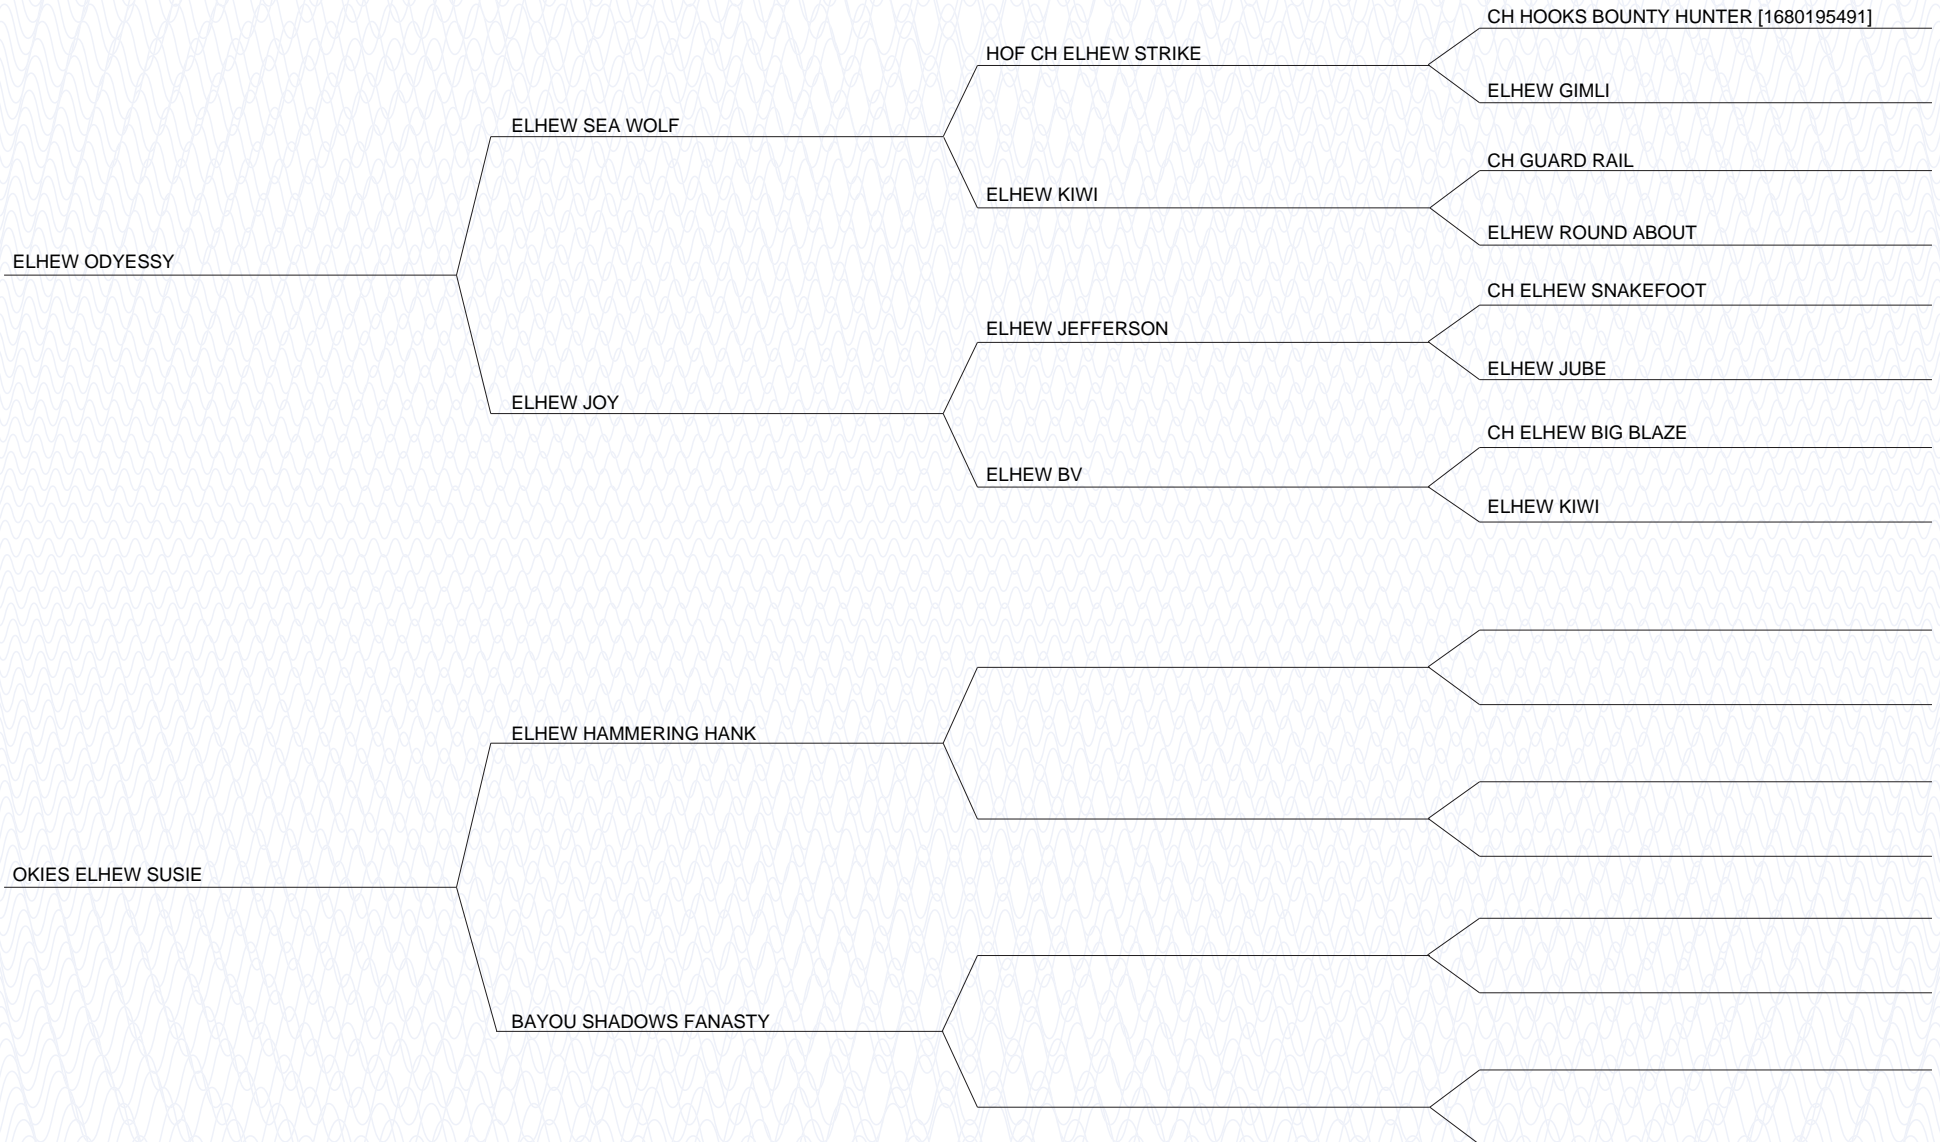 CH HOOKS BOUNTY HUNTER [1680195491]
HOF CH ELHEW STRIKE
ELHEW GIMLI
ELHEW SEA WOLF
CH GUARD RAIL
ELHEW KIWI
ELHEW ROUND ABOUT
ELHEW ODYESSY
CH ELHEW SNAKEFOOT
ELHEW JEFFERSON
ELHEW JUBE
ELHEW JOY
CH ELHEW BIG BLAZE
ELHEW BV
ELHEW KIWI
ELHEW HAMMERING HANK
OKIES ELHEW SUSIE
BAYOU SHADOWS FANASTY